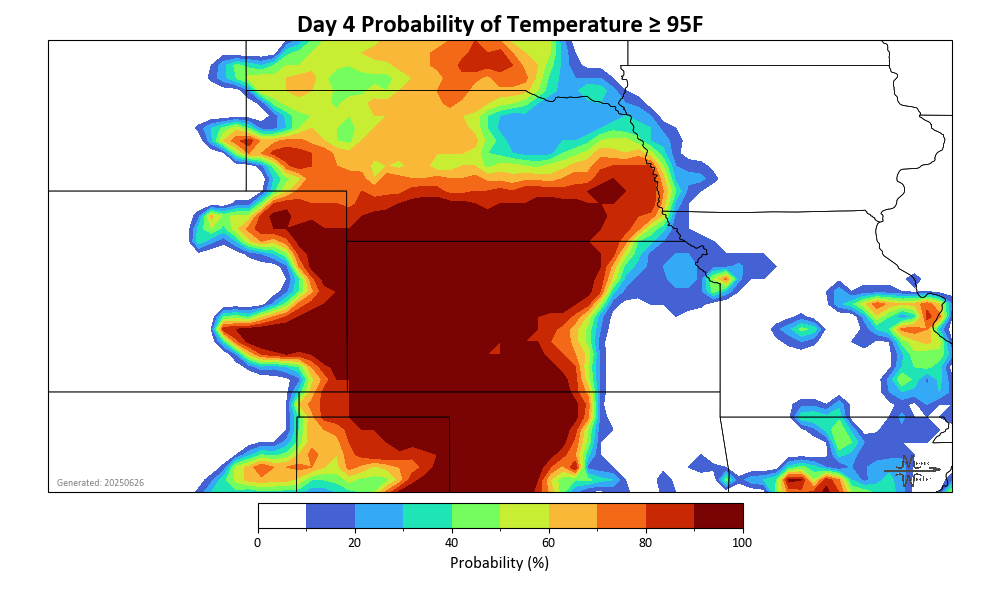 Day 4 Probability of Temperature ≥ 95F
Generated: 20250626
0 20 40 60 80 100
Probability (%)